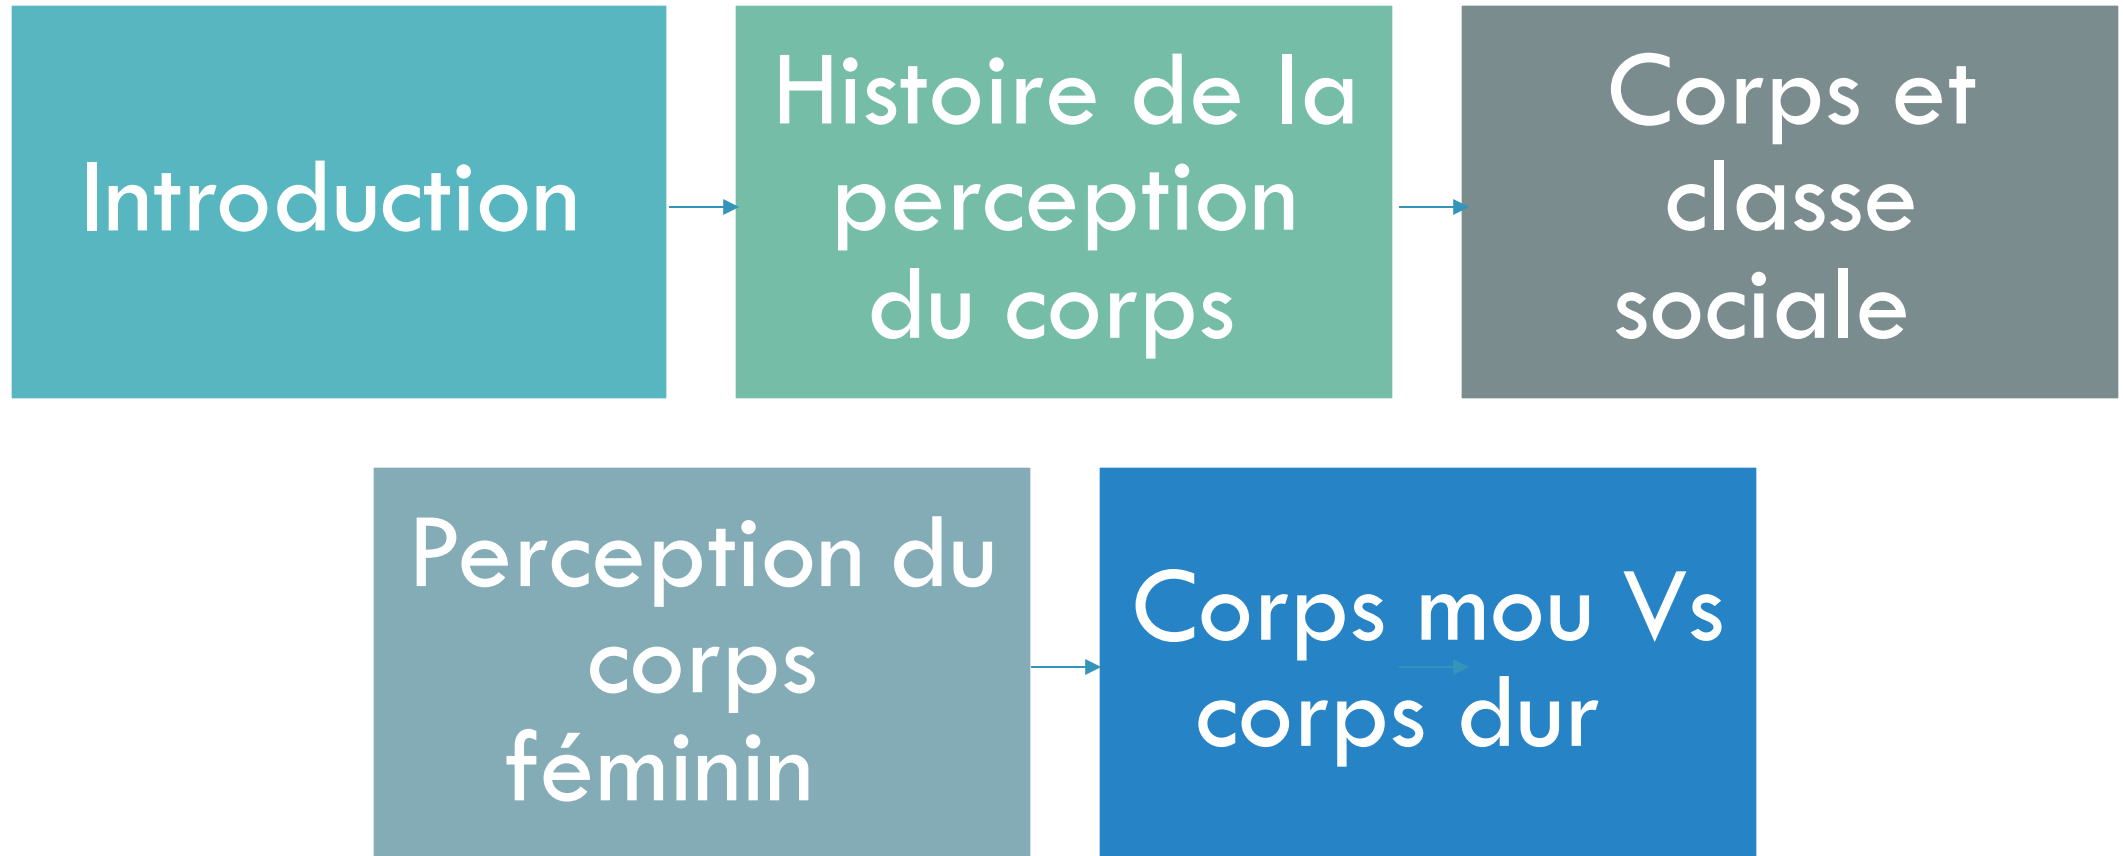 Introduction
Histoire de la
perception
du corps
Corps et
classe
sociale
Perception du
corps
féminin
Corps mou Vs
corps dur